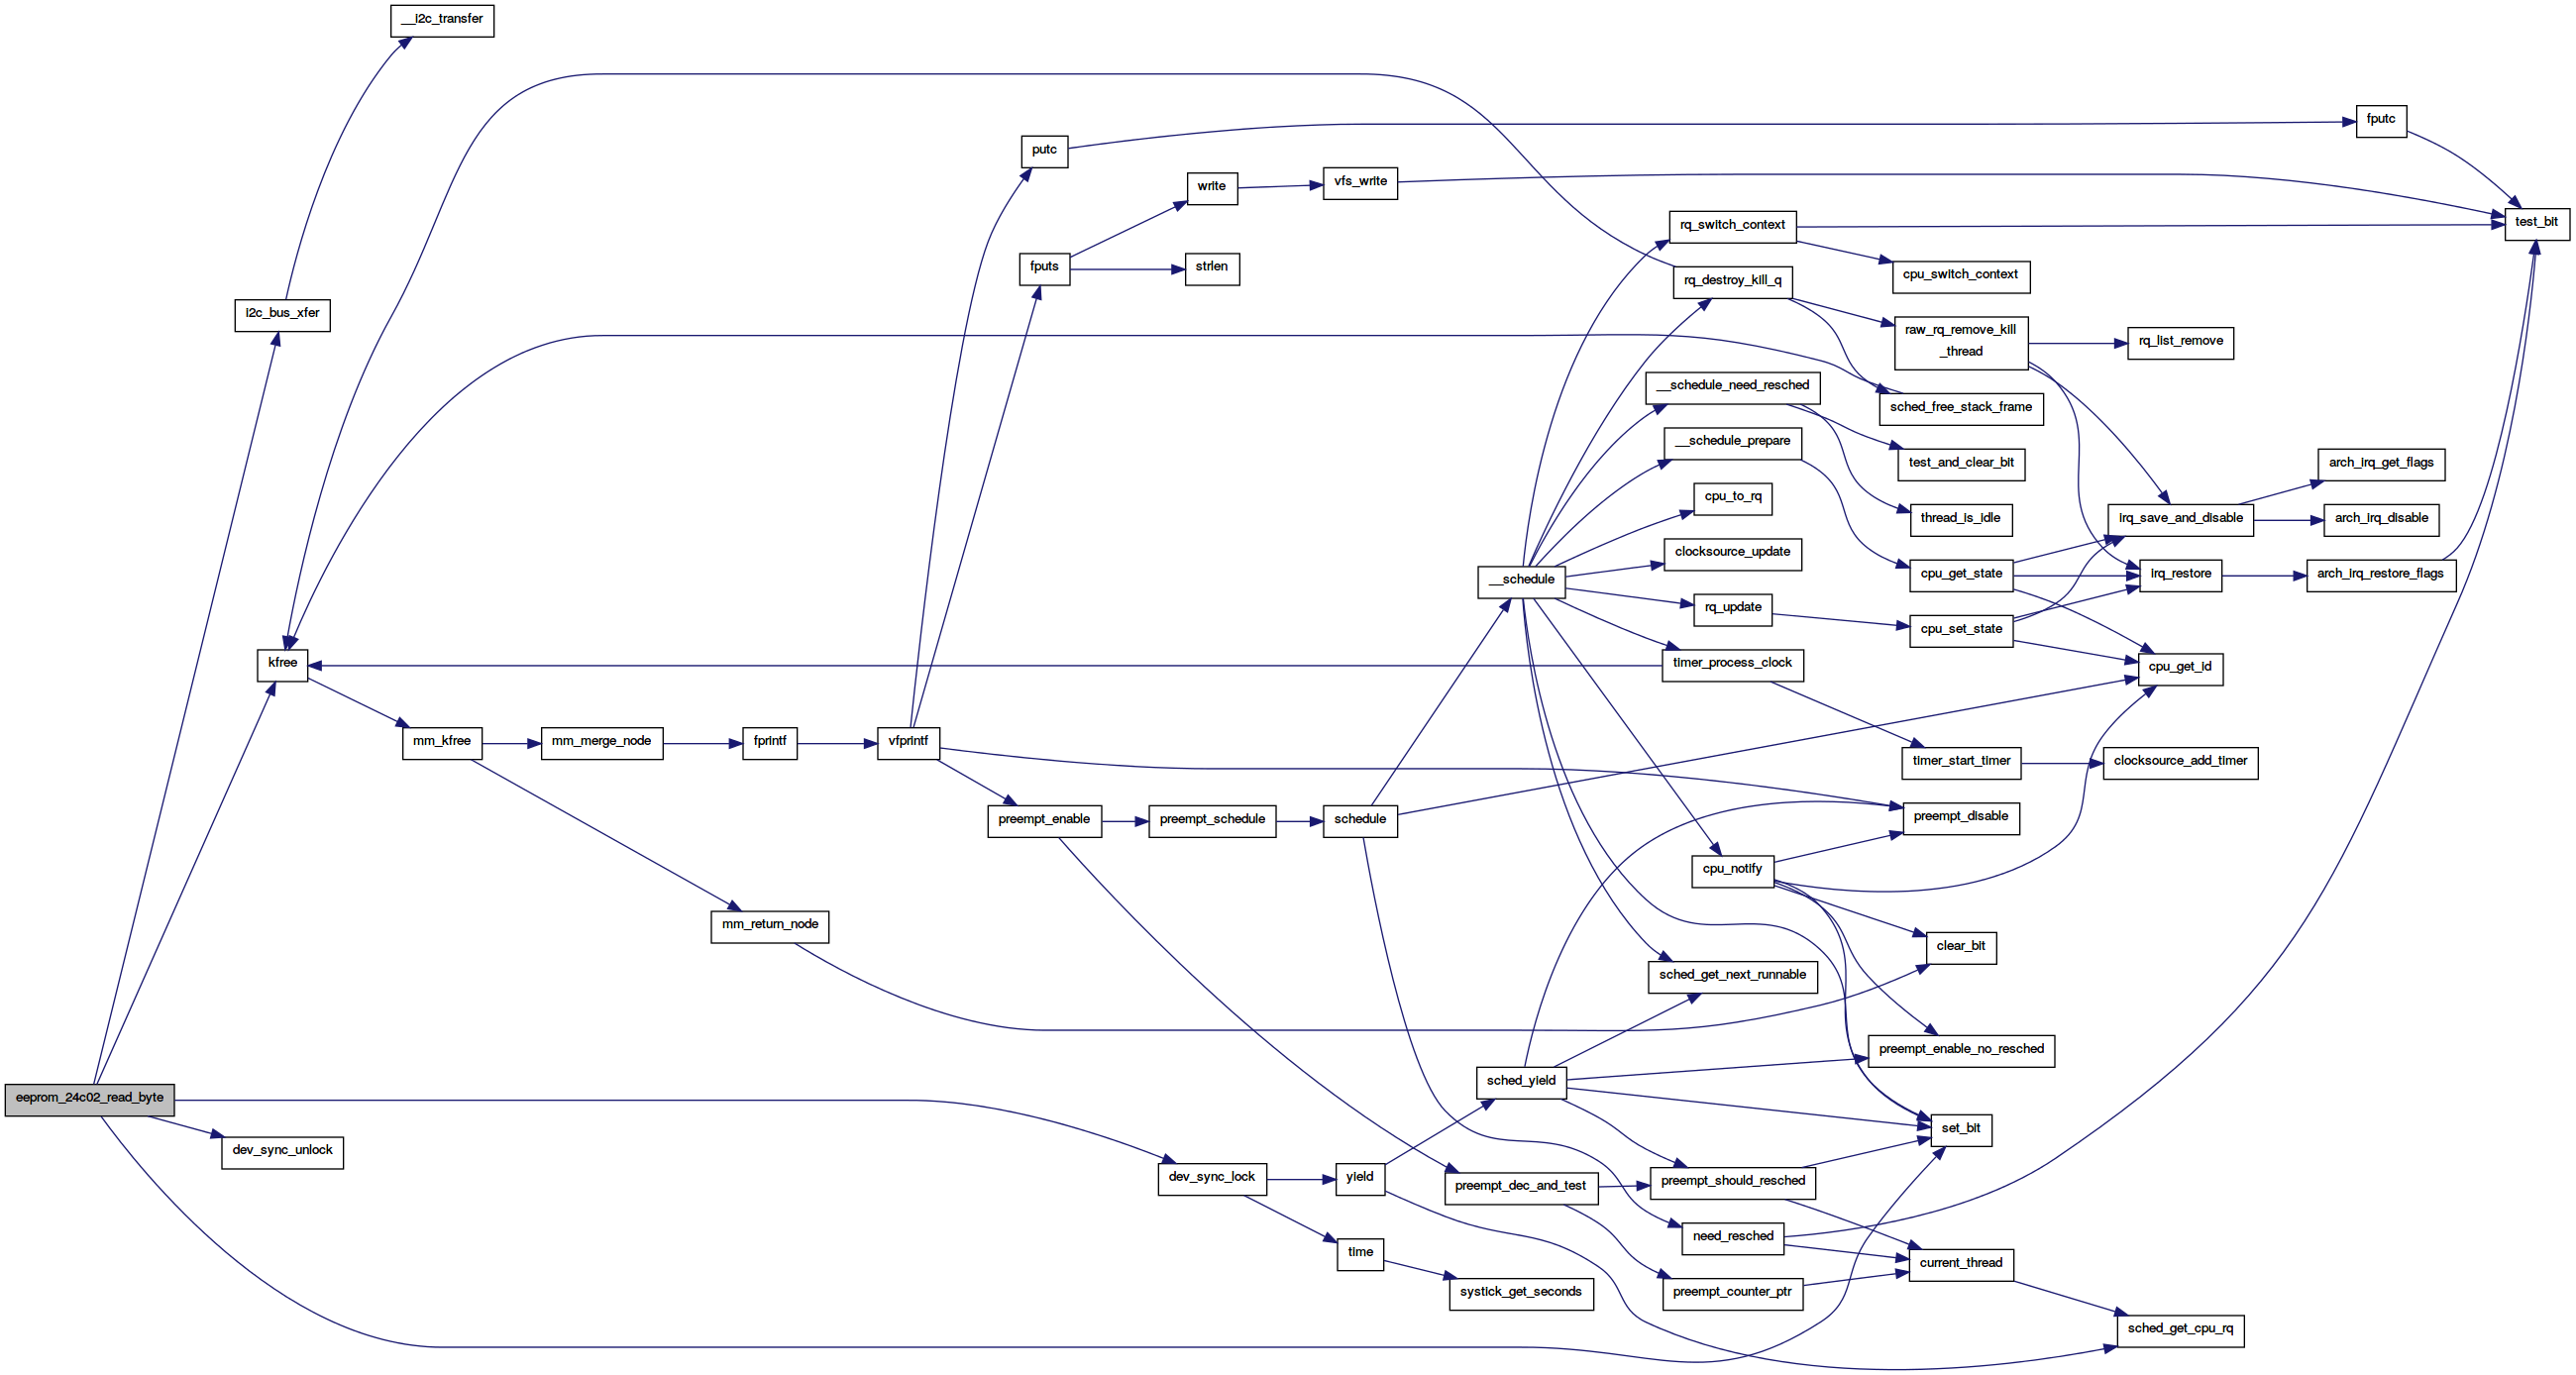 __i2c_transfer
fputc
putc
vfs_write
write
test_bit
rq_switch_context
fputs
strlen
cpu_switch_context
rq_destroy_kill_q
i2c_bus_xfer
raw_rq_remove_kill
_thread
rq_list_remove
__schedule_need_resched
sched_free_stack_frame
__schedule_prepare
test_and_clear_bit
arch_irq_get_flags
cpu_to_rq
thread_is_idle
irq_save_and_disable
arch_irq_disable
clocksource_update
__schedule
cpu_get_state
irq_restore
arch_irq_restore_flags
rq_update
cpu_set_state
kfree
timer_process_clock
cpu_get_id
mm_kfree
mm_merge_node
fprintf
vfprintf
timer_start_timer
clocksource_add_timer
preempt_enable
preempt_schedule
schedule
preempt_disable
cpu_notify
mm_return_node
clear_bit
sched_get_next_runnable
preempt_enable_no_resched
sched_yield
eeprom_24c02_read_byte
set_bit
dev_sync_unlock
dev_sync_lock
yield
preempt_dec_and_test
preempt_should_resched
need_resched
time
current_thread
systick_get_seconds
preempt_counter_ptr
sched_get_cpu_rq